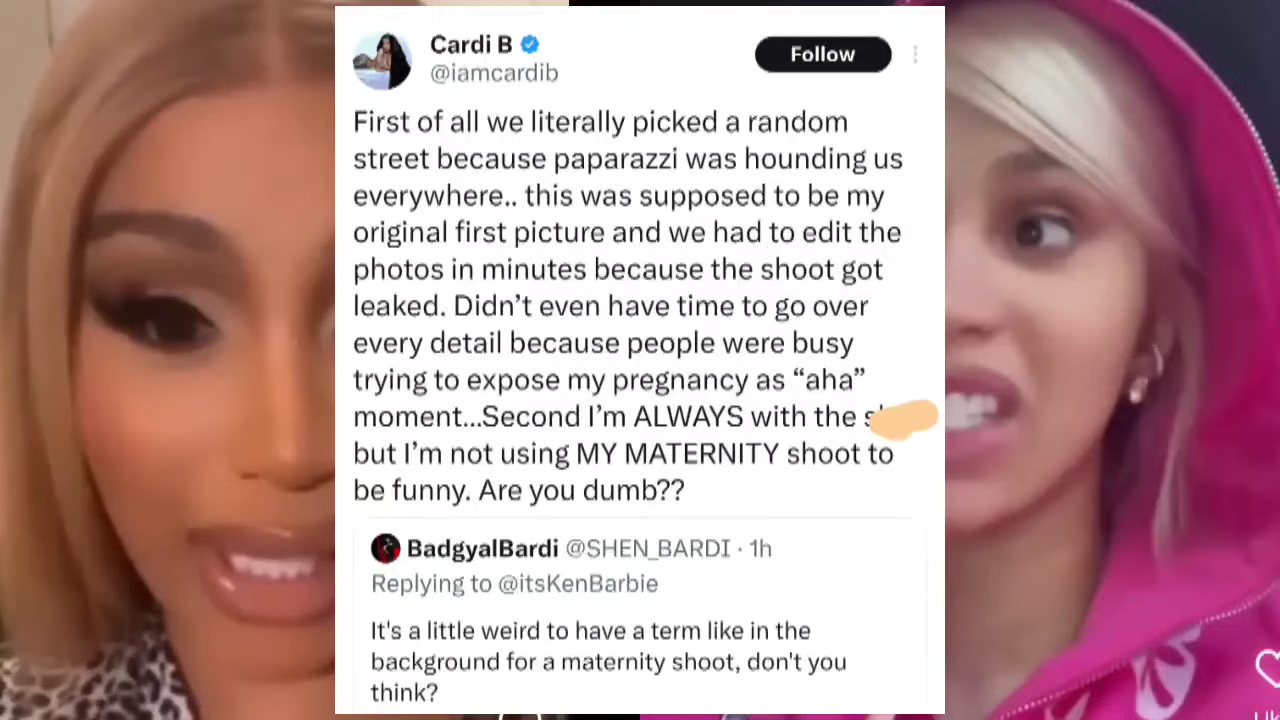 Cardi B
@iamcardib
Follow
First of all we literally picked a random
street because paparazzi was hounding us
everywhere.. this was supposed to be my
original first picture and we had to edit the
photos in minutes because the shoot got
leaked. Didn’t even have time to go over
every detail because people were busy
trying to expose my pregnancy as “aha”
moment...Second I’m ALWAYS with the
but I’m not using MY MATERNITY shoot to
be funny. Are you dumb??
BadgyalBardi @SHEN_BARDI · 1h
Replying to @itsKenBarbie
It's a little weird to have a term like in the
background for a maternity shoot, don't you
think?